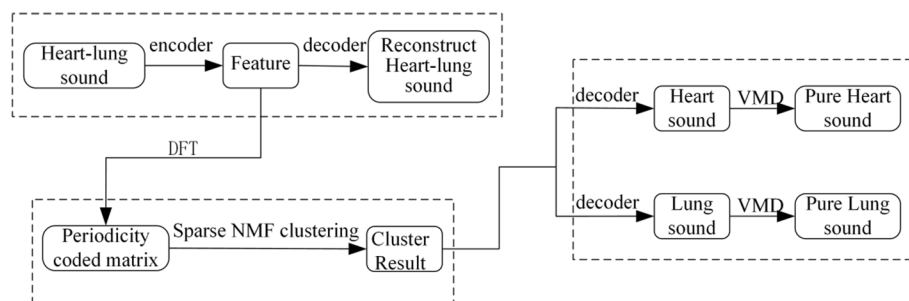 Heart-lung
sound
encoder
Feature
decoder
Reconstruct
Heart-lung
sound
DFT
Periodicity
coded matrix
Sparse NMF clustering
Cluster
Result
decoder
Heart
sound
VMD
Pure Heart
sound
decoder
Lung
sound
VMD
Pure Lung
sound